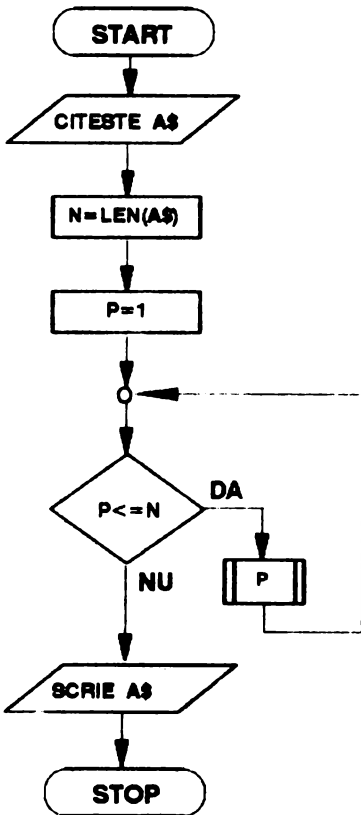 START
CITESTE A$
N=LEN(A$)
P=1
P<=N
DA
P
NU
SCRIE A$
STOP